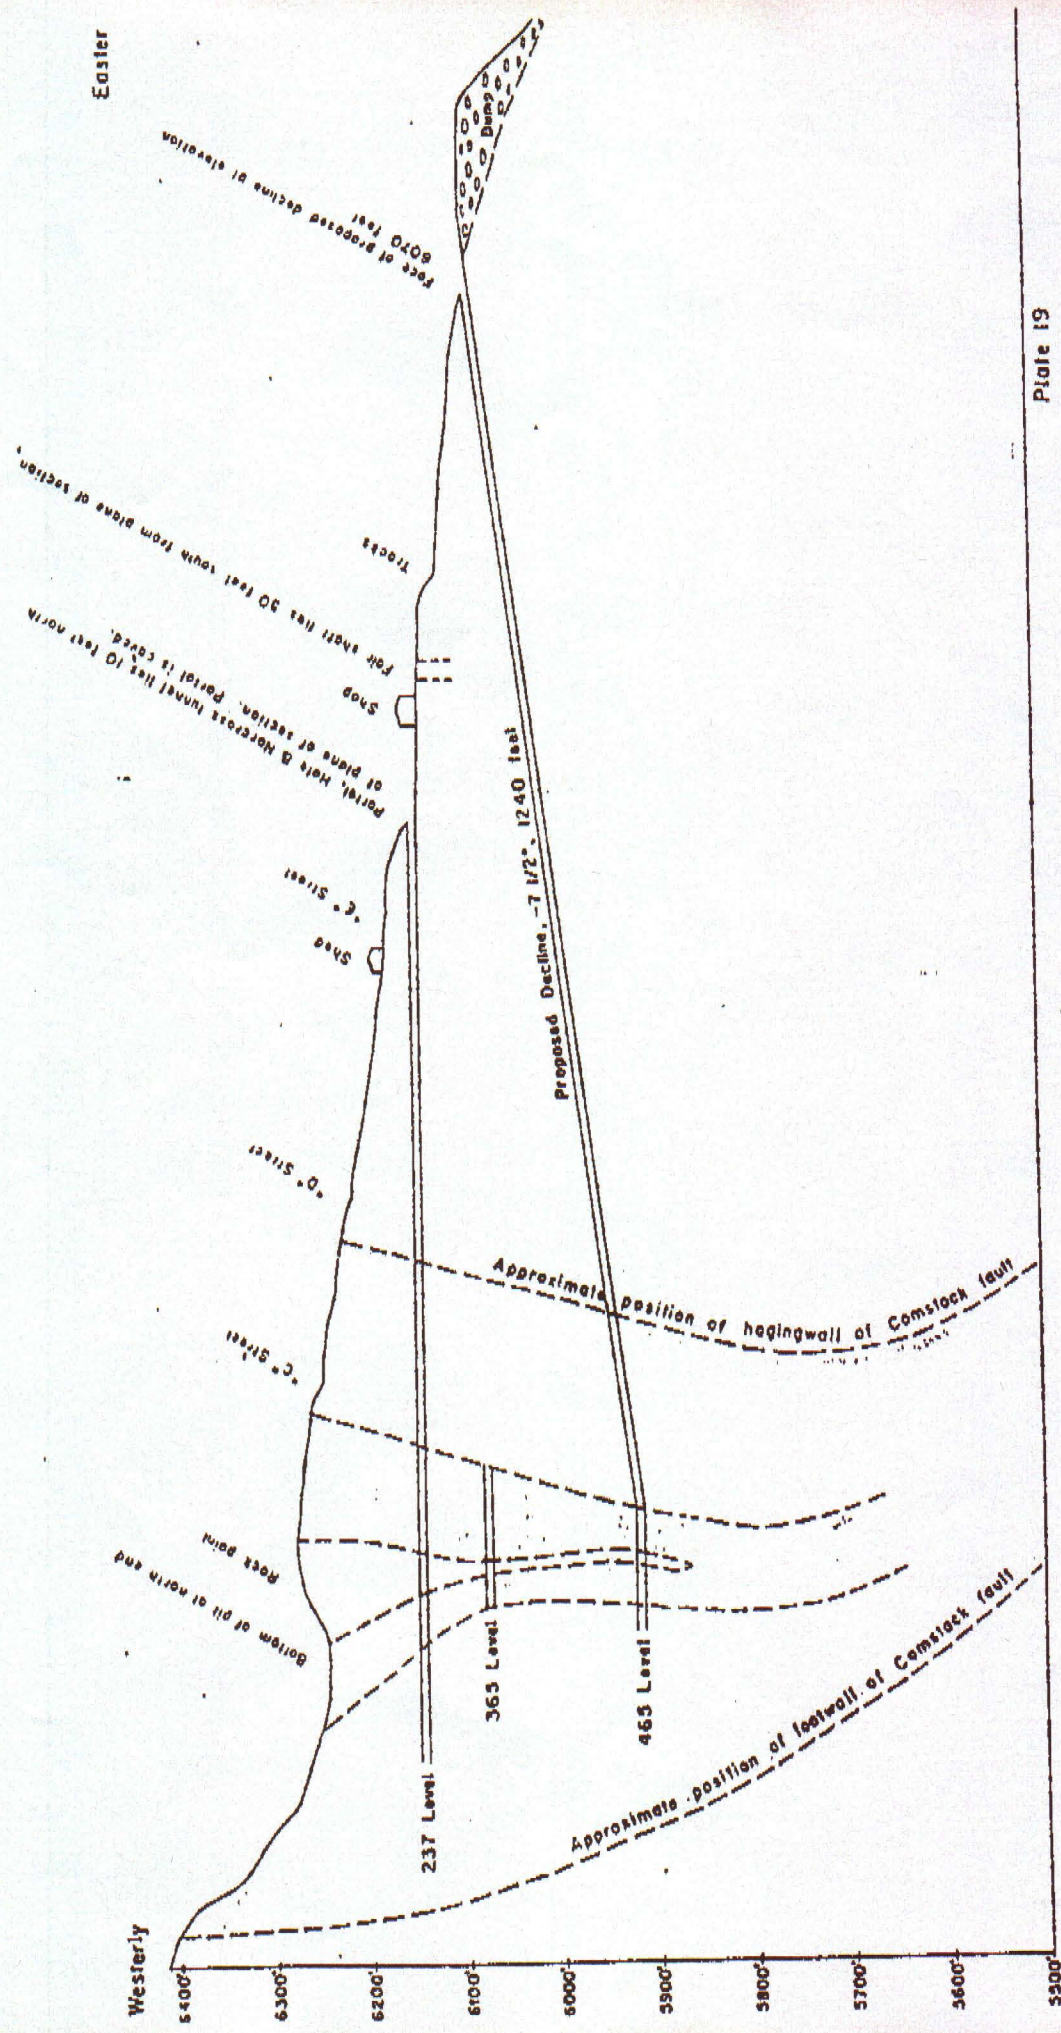 Westerly
Easter
Bottom of pit at north end
Rock point
"C" Street
"D" Street
Shed
"E" Street
Portal, Hale & Norcross tunnel lies 10 feet north
of plane of section. Portal is caved.
Shop
Fair shaft lies 50 feet south from plane of section.
Tracks
Face of proposed decline at elevation
6070 feet
Dump
237 Level
365 Level
465 Level
Proposed Decline, -7 1/2°, 1240 feet
Approximate position of hagingwall of Comstock fault
Approximate position of footwall of Comstock fault
6400'
6300'
6200'
6100'
6000'
5900'
5800'
5700'
5600'
5500'
Plate 19